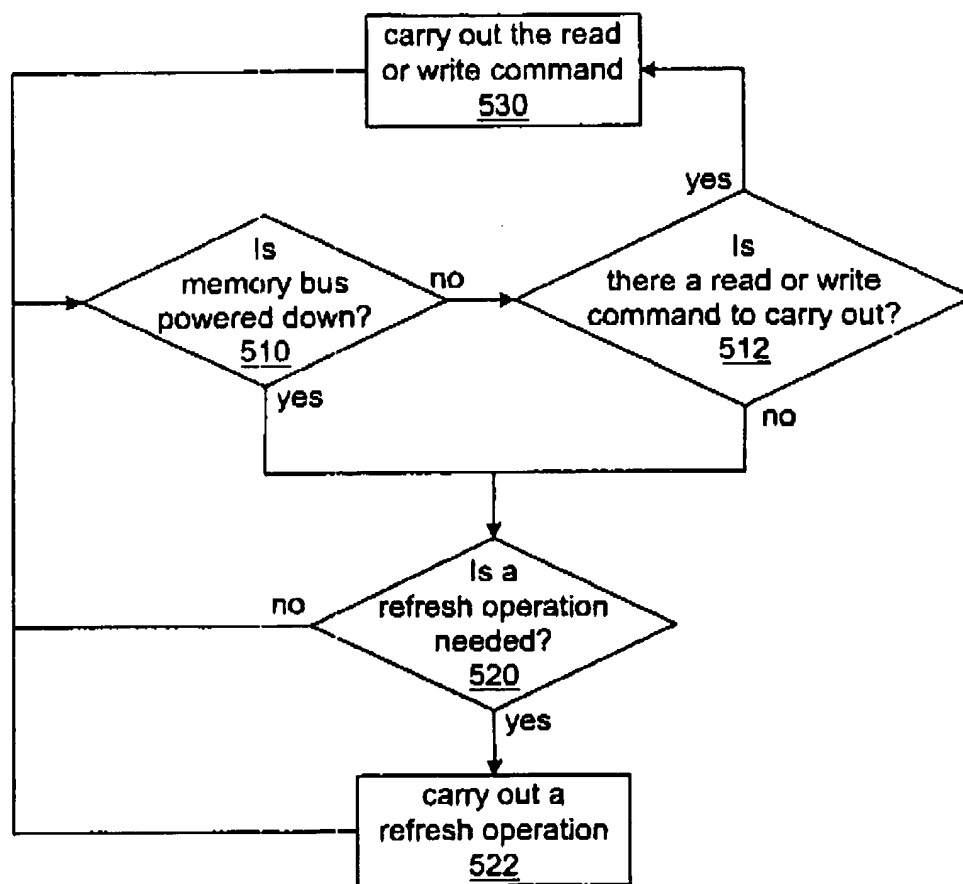 carry out the read
or write command
530
yes
Is
memory bus
powered down?
510
no
Is
there a read or write
command to carry out?
512
yes
no
Is a
refresh operation
needed?
520
no
yes
carry out a
refresh operation
522